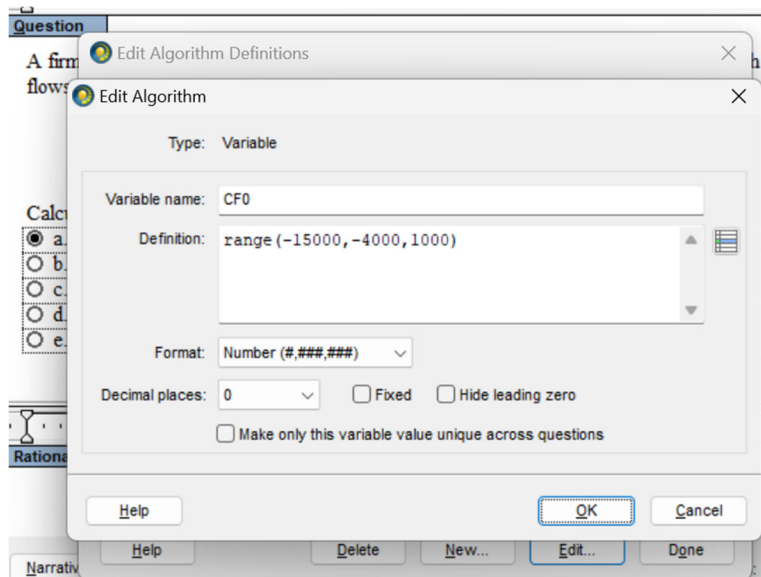 Question
A firm
Edit Algorithm Definitions
h
flows
Edit Algorithm
Type: Variable
Variable name: CF0
Calcu
Definition: range(-15000,-4000,1000)
a.
b.
c.
d.
e.
Format: Number (#,###,###)
Decimal places: 0 Fixed Hide leading zero
Make only this variable value unique across questions
Rationa
Help OK Cancel
Help Delete New... Edit... Done
Narrativ